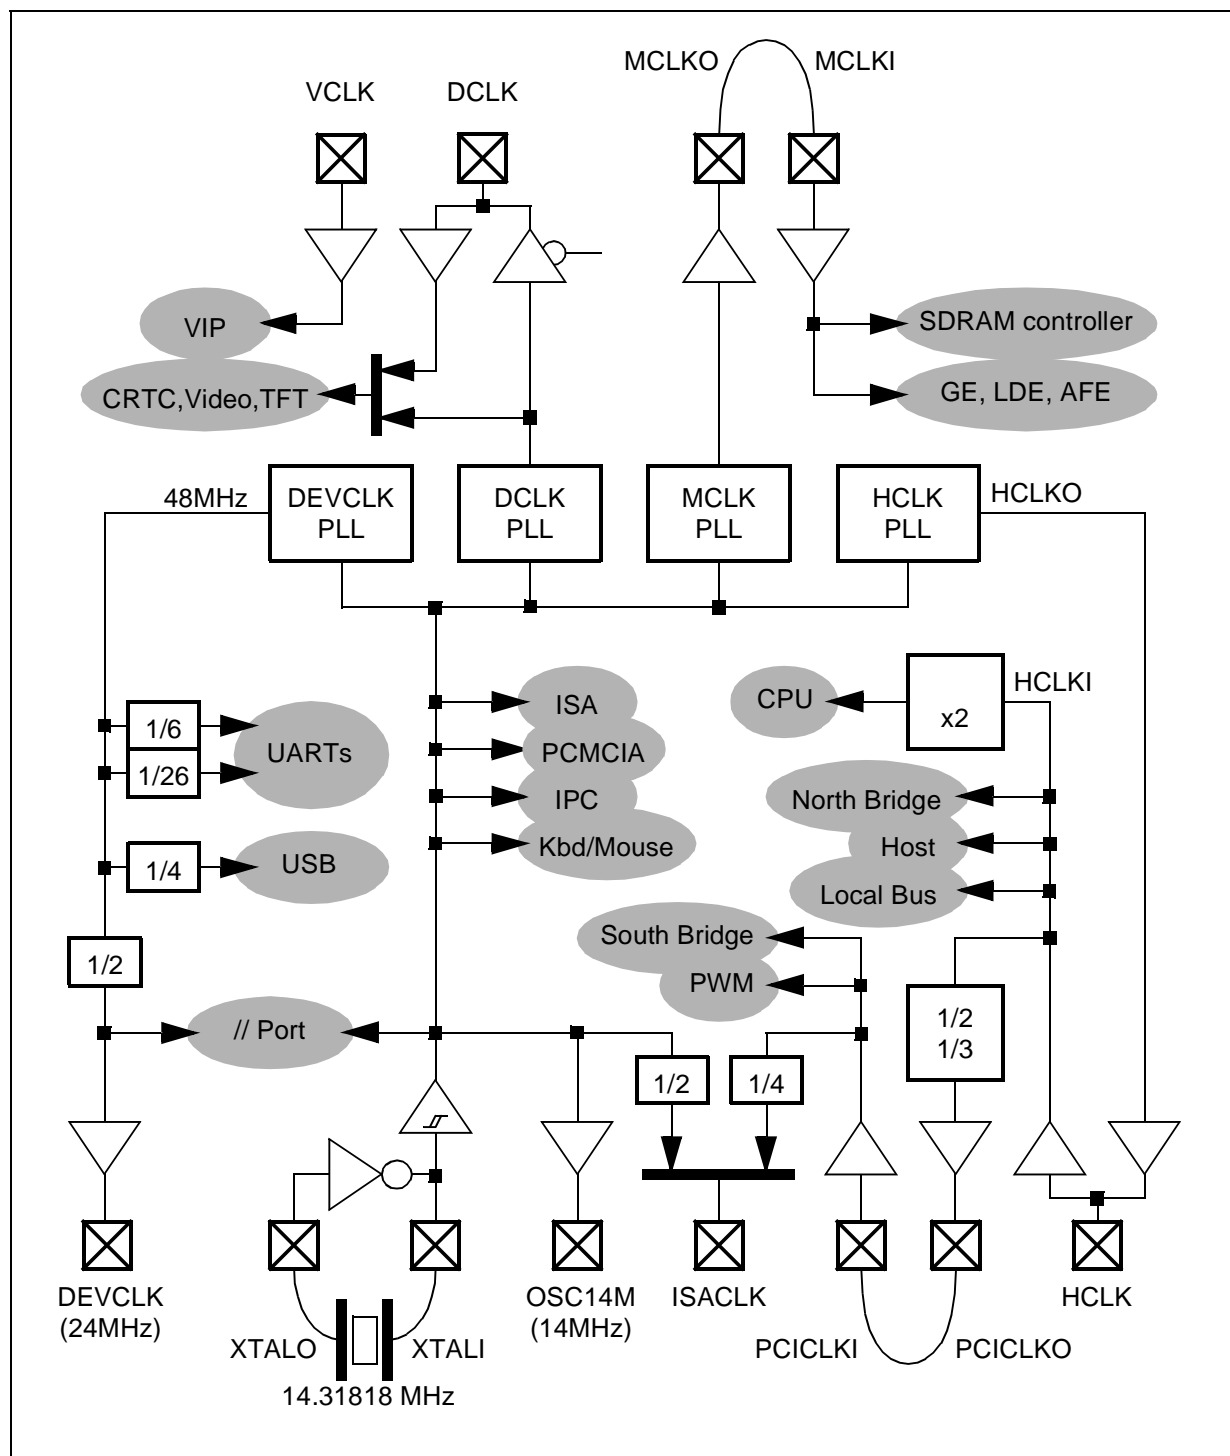 MCLKO
MCLKI
VCLK
DCLK
VIP
SDRAM controller
CRTC,Video,TFT
GE, LDE, AFE
48MHz
DEVCLK
PLL
DCLK
PLL
MCLK
PLL
HCLK
PLL
HCLKO
HCLKI
CPU
x2
ISA
1/6
UARTs
PCMCIA
1/26
IPC
North Bridge
Kbd/Mouse
Host
1/4
USB
Local Bus
South Bridge
1/2
PWM
1/2
1/3
// Port
1/2
1/4
DEVCLK
(24MHz)
OSC14M
(14MHz)
ISACLK
HCLK
XTALO
XTALI
PCICLKI
PCICLKO
14.31818 MHz